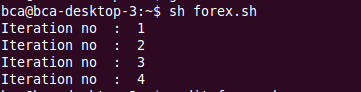 bca@bca-desktop-3:~$ sh forex.sh
Iteration no  :  1
Iteration no  :  2
Iteration no  :  3
Iteration no  :  4